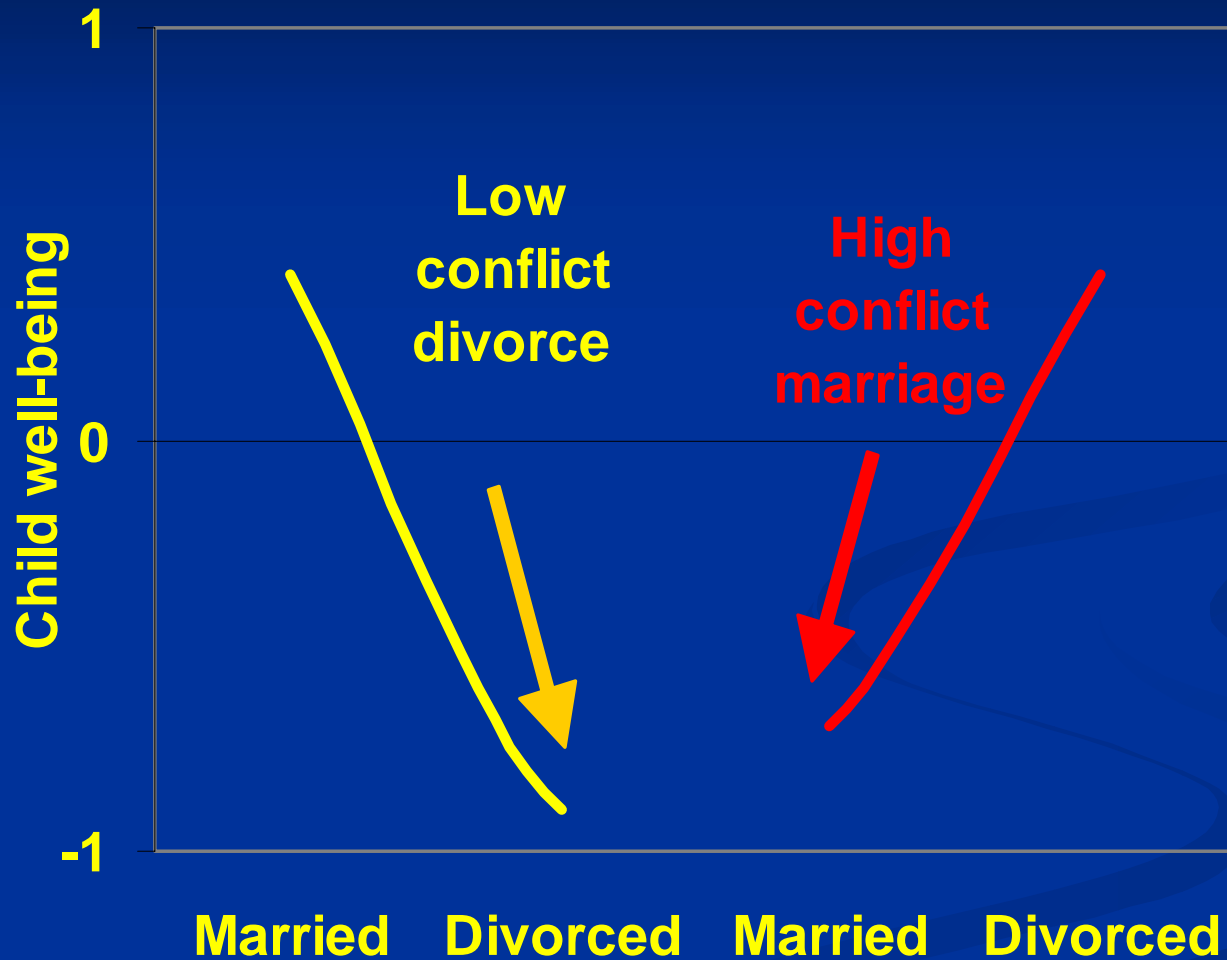 1
Low
conflict
divorce
High
conflict
marriage
Child well-being
0
-1
Married Divorced Married Divorced